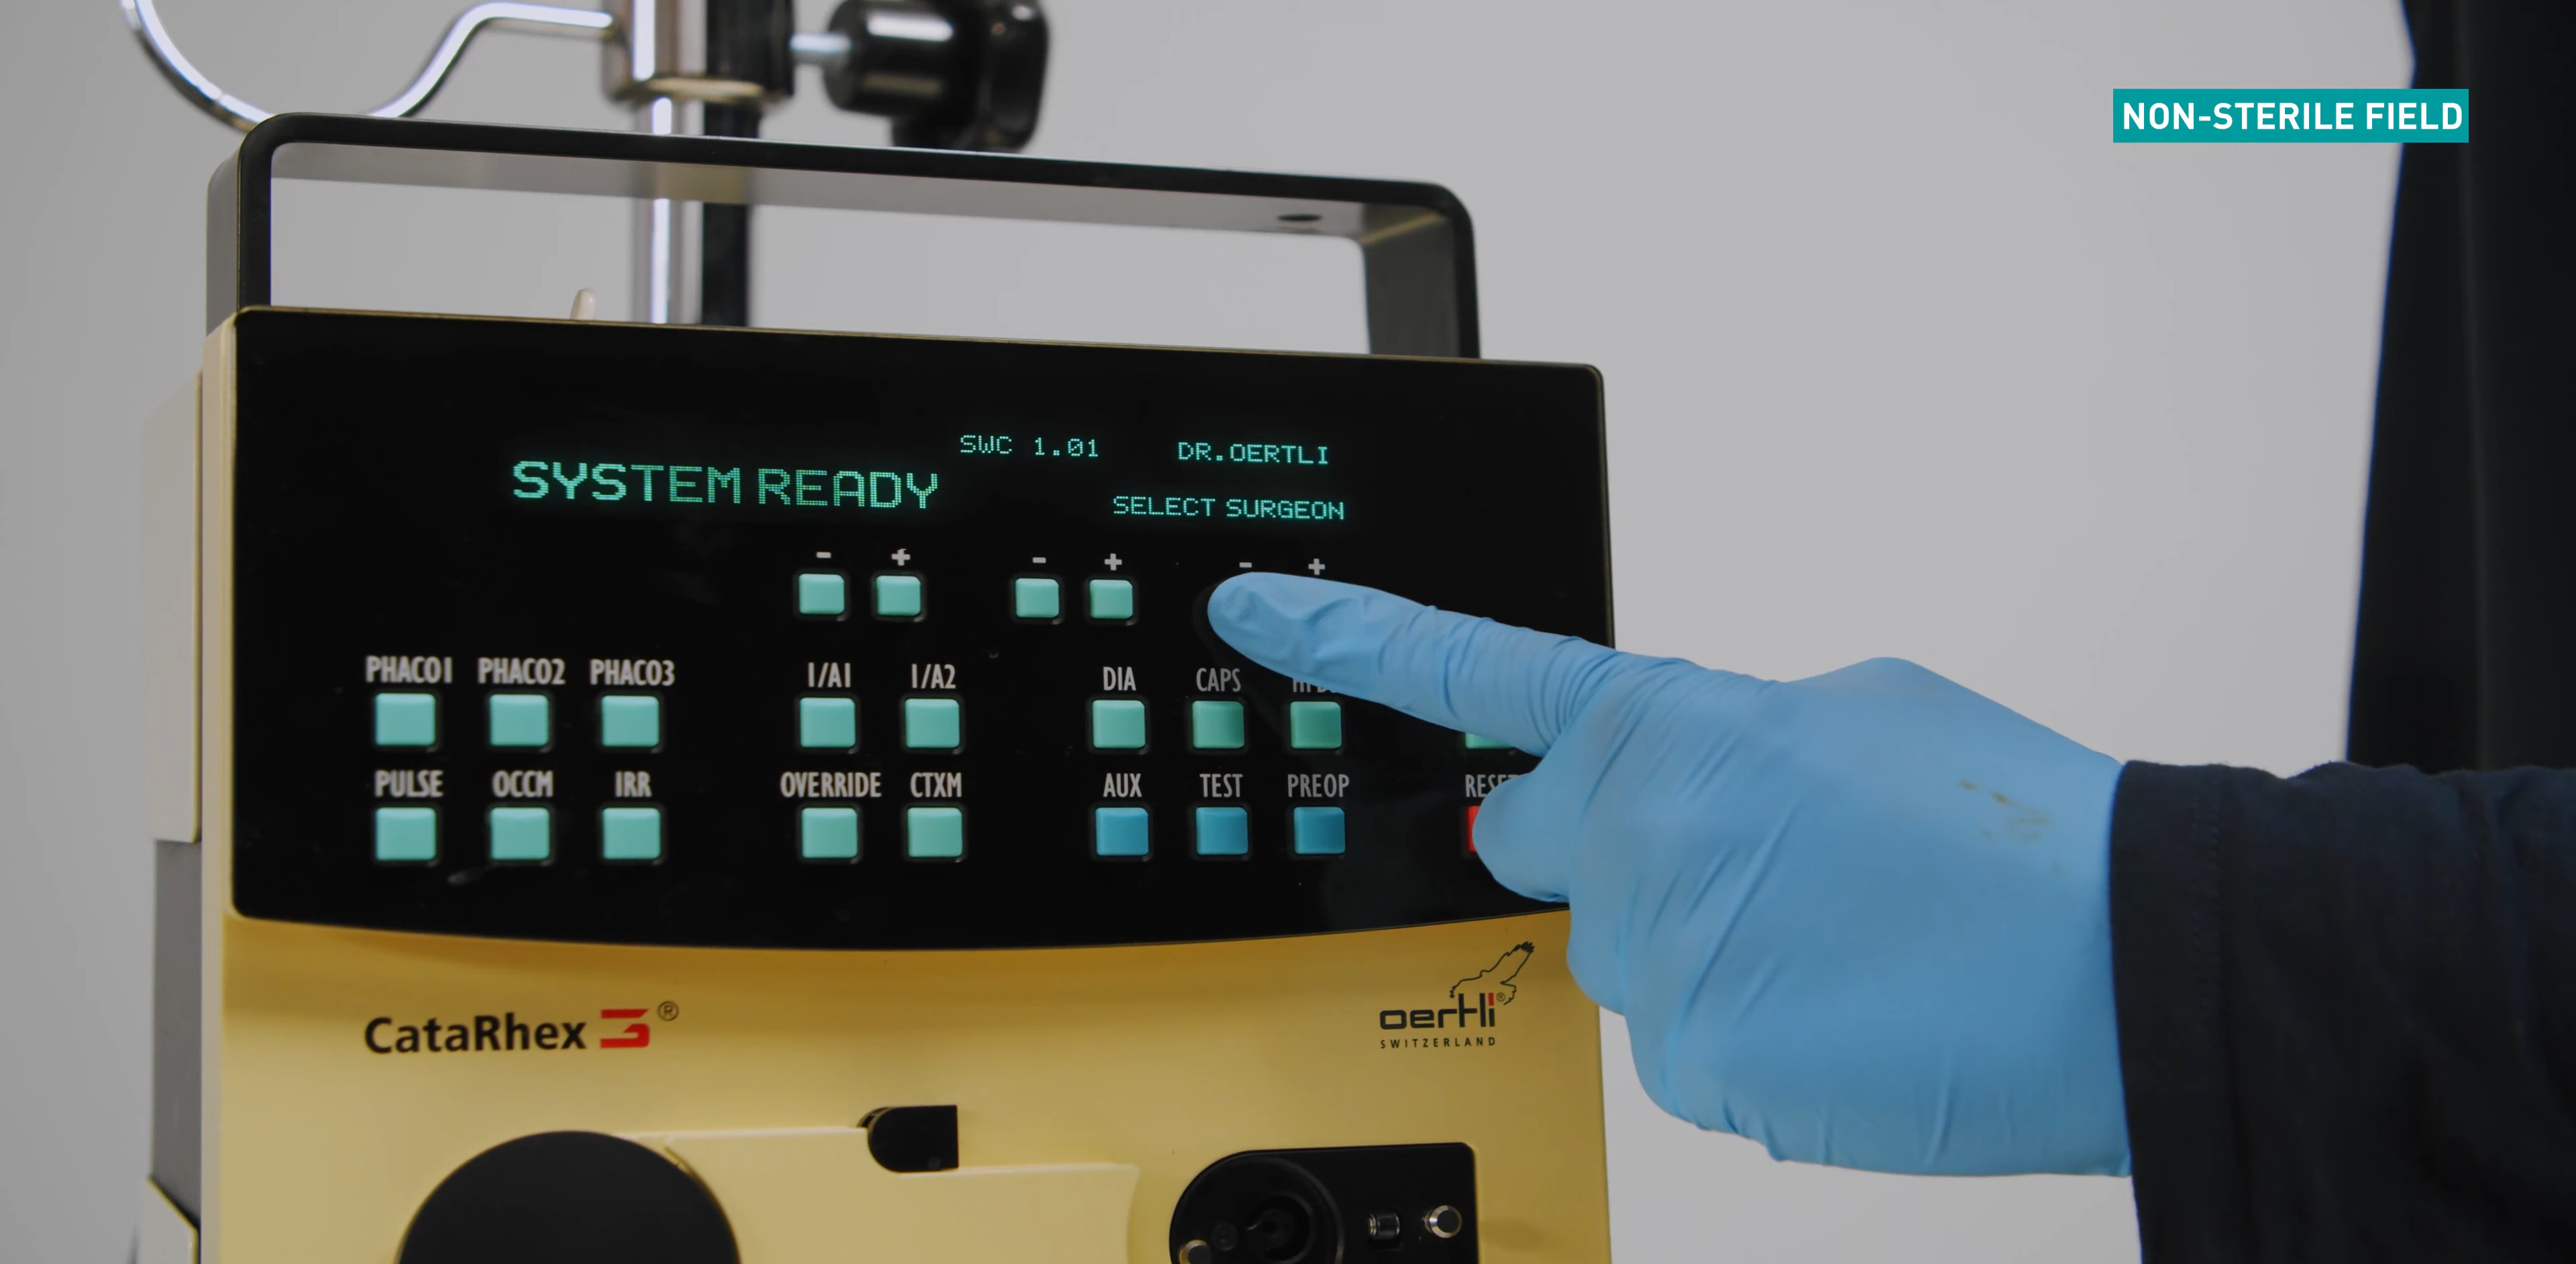 NON-STERILE FIELD
SWC 1.01 DR.OERTLI
SYSTEM READY
SELECT SURGEON
- + - + - +
PHACO1 PHACO2 PHACO3 I/A1 I/A2 DIA CAPS
PULSE OCCM IRR OVERRIDE CTXM AUX TEST PREOP
CataRhex 3®
oertli®
SWITZERLAND